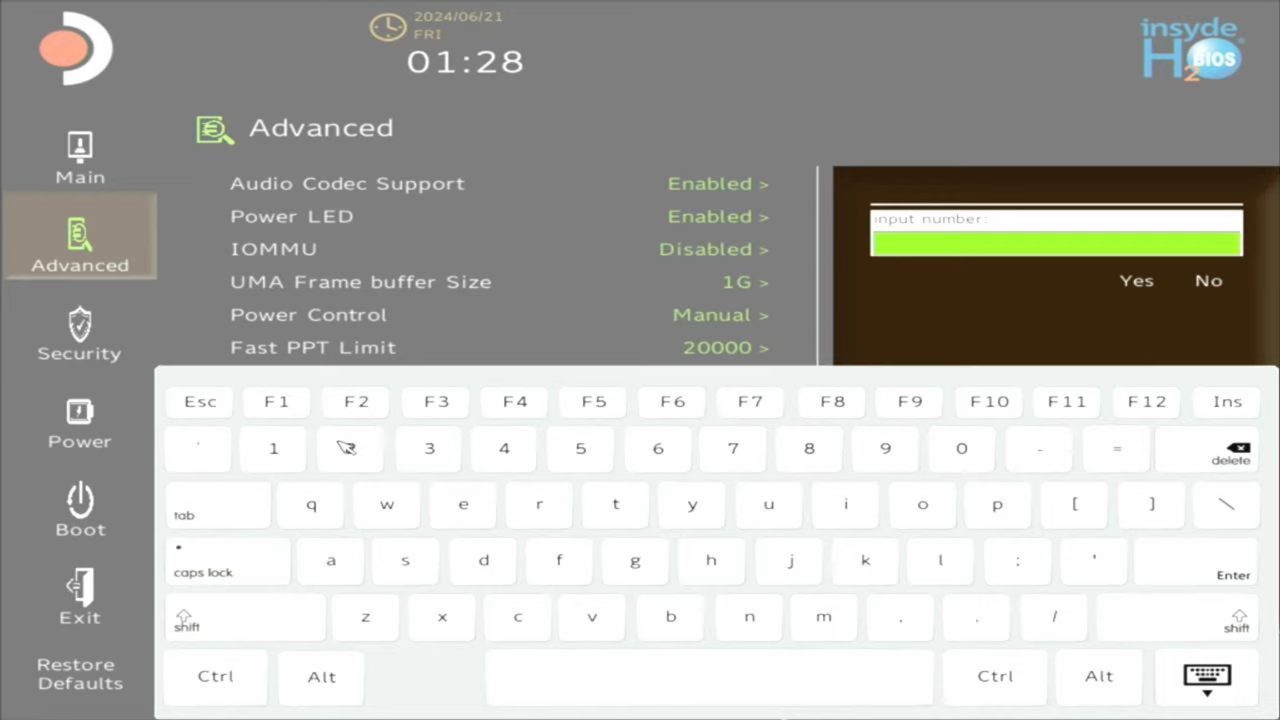 2024/06/21
FRI
01:28
insyde
H2O BIOS
Advanced
Main
Advanced
Security
Power
Boot
Exit
Restore
Defaults
Audio Codec Support Enabled >
Power LED Enabled >
IOMMU Disabled >
UMA Frame buffer Size 1G >
Power Control Manual >
Fast PPT Limit 20000 >
input number:
Yes No
Esc F1 F2 F3 F4 F5 F6 F7 F8 F9 F10 F11 F12 Ins
` 1 3 4 5 6 7 8 9 0 - = delete
tab q w e r t y u i o p [ ] \
caps lock a s d f g h j k l : ' Enter
shift z x c v b n m , . / shift
Ctrl Alt Ctrl Alt